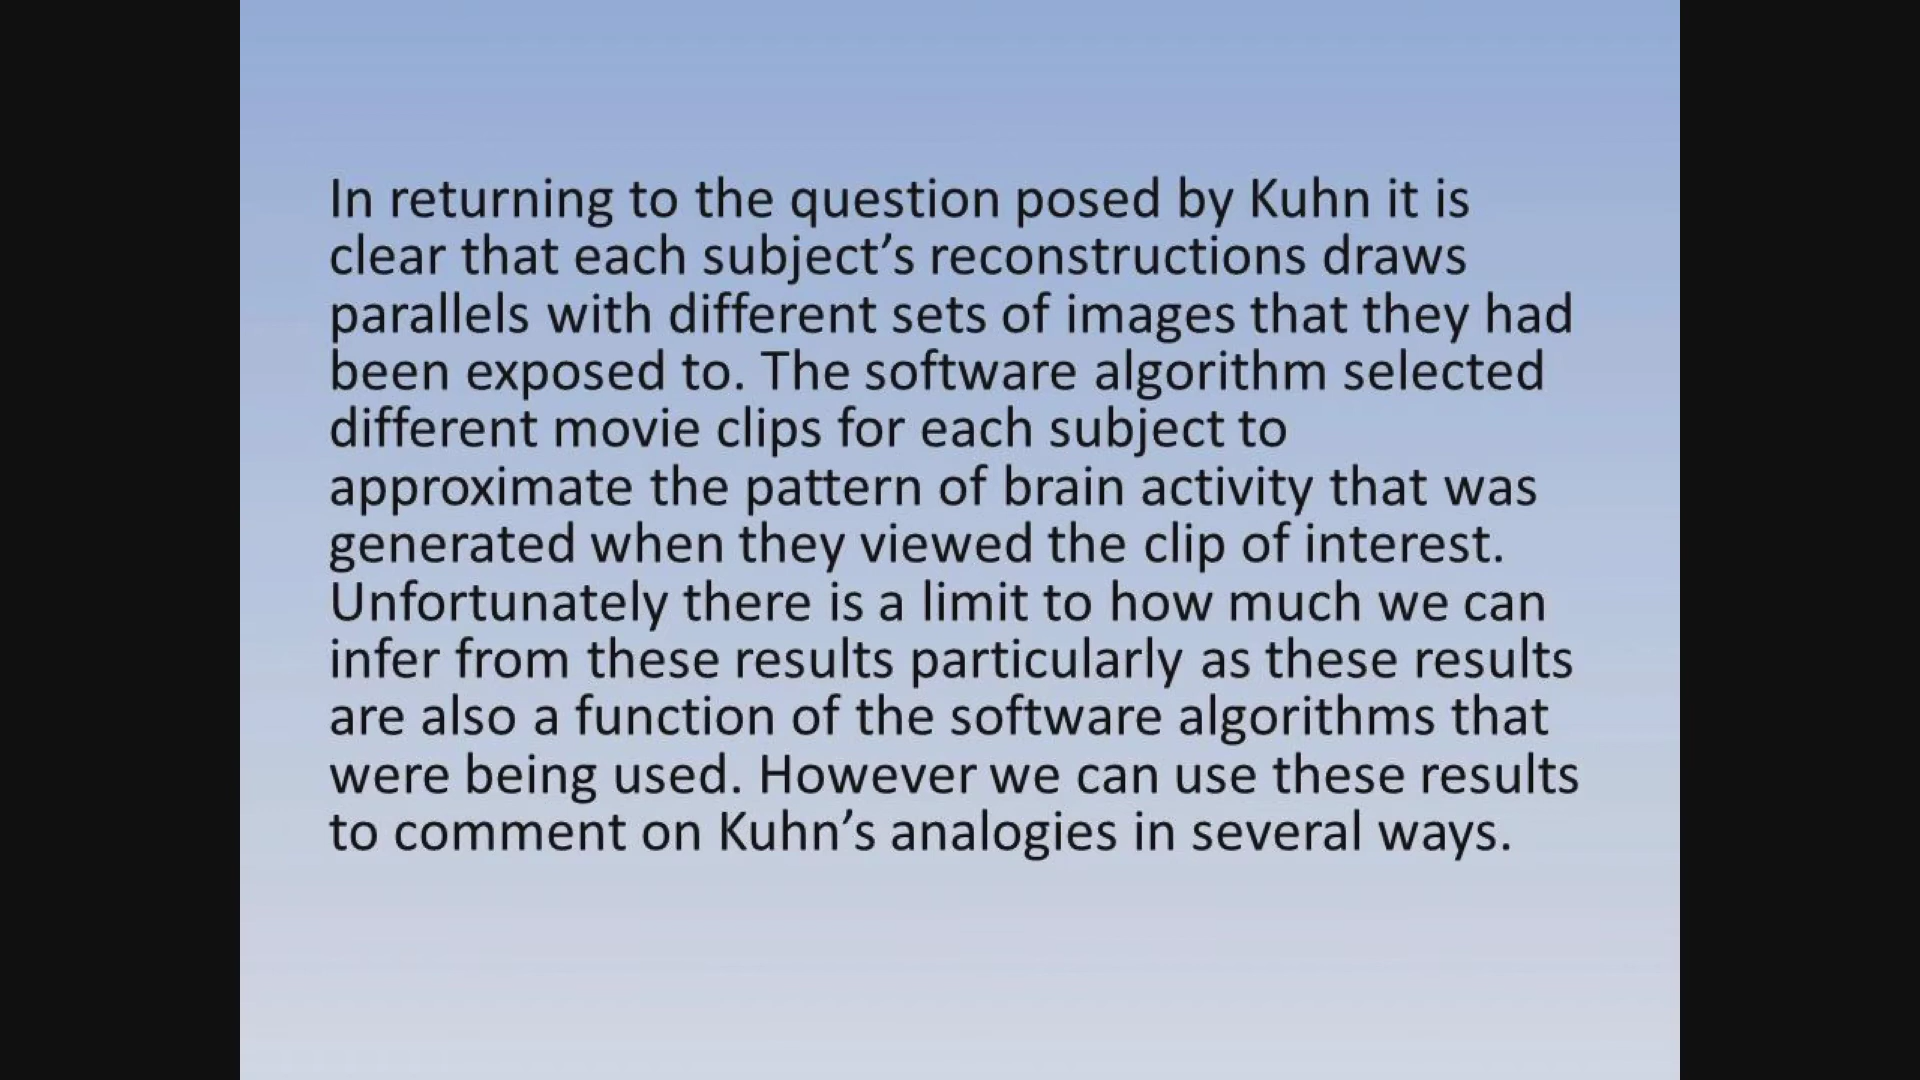 In returning to the question posed by Kuhn it is
clear that each subject’s reconstructions draws
parallels with different sets of images that they had
been exposed to. The software algorithm selected
different movie clips for each subject to
approximate the pattern of brain activity that was
generated when they viewed the clip of interest.
Unfortunately there is a limit to how much we can
infer from these results particularly as these results
are also a function of the software algorithms that
were being used. However we can use these results
to comment on Kuhn’s analogies in several ways.